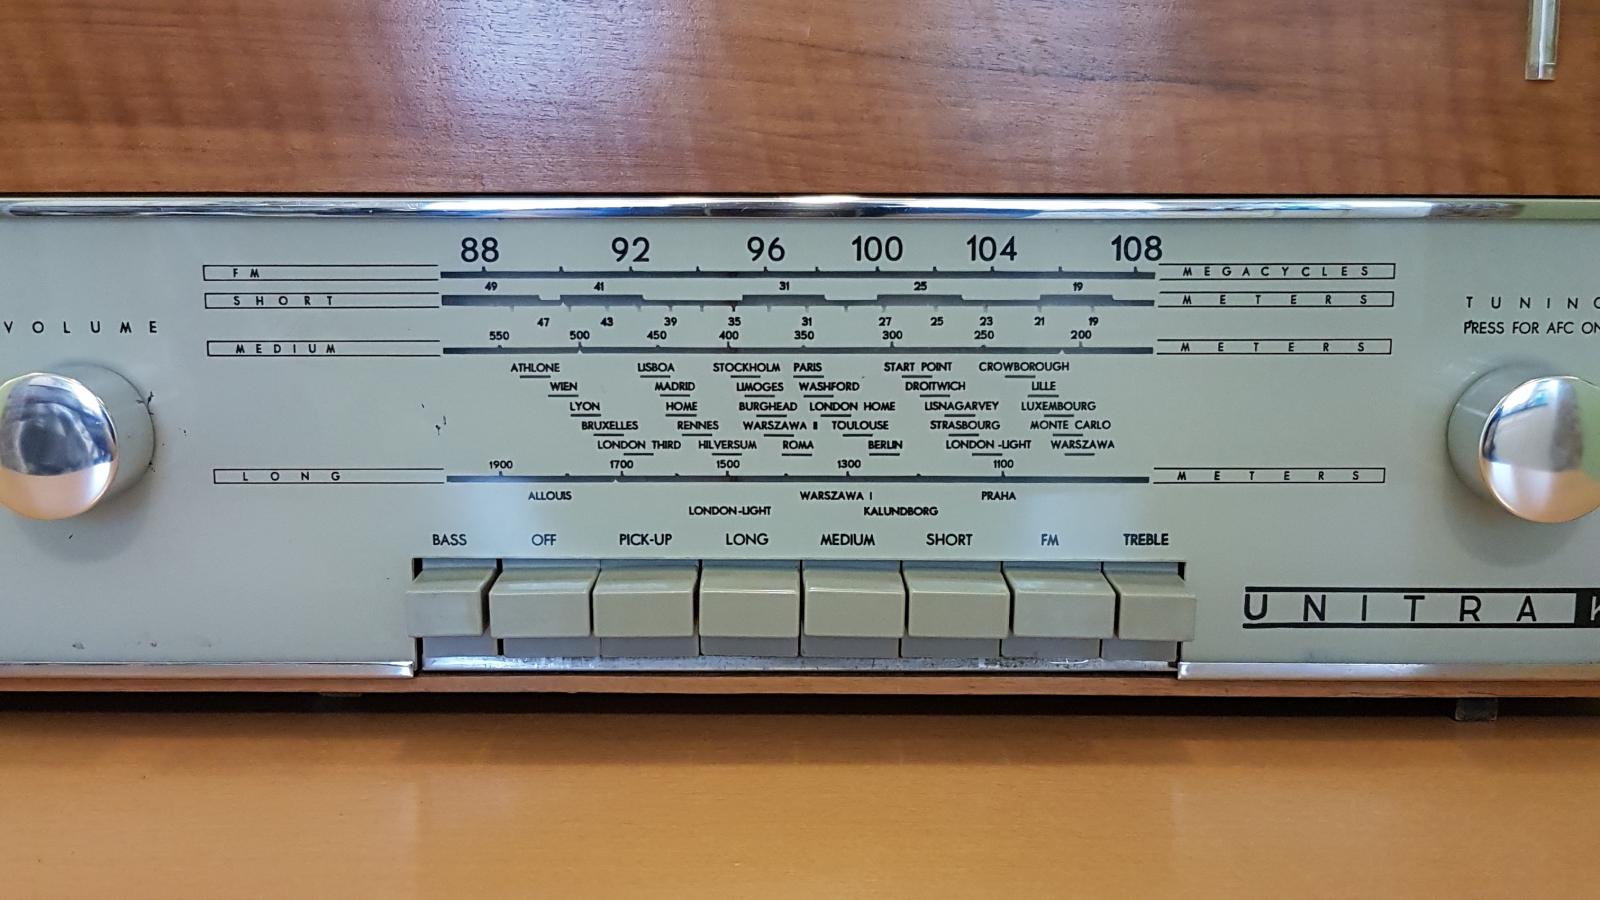 88 92 96 100 104 108
FM MEGACYCLES
49 41 31 25 19
SHORT METERS
47 43 39 35 31 27 25 23 21 19
550 500 450 400 350 300 250 200
MEDIUM METERS
ATHLONE LISBOA STOCKHOLM PARIS START POINT CROWBOROUGH
WIEN MADRID LIMOGES WASHFORD DROITWICH LILLE
LYON HOME BURGHEAD LONDON HOME LISNAGARVEY LUXEMBOURG
BRUXELLES RENNES WARSZAWA II TOULOUSE STRASBOURG MONTE CARLO
LONDON THIRD HILVERSUM ROMA BERLIN LONDON-LIGHT WARSZAWA
1900 1700 1500 1300 1100
LONG METERS
ALLOUIS WARSZAWA I PRAHA
LONDON-LIGHT KALUNDBORG
BASS OFF PICK-UP LONG MEDIUM SHORT FM TREBLE
VOLUME
TUNING
PRESS FOR AFC ON
UNITRA